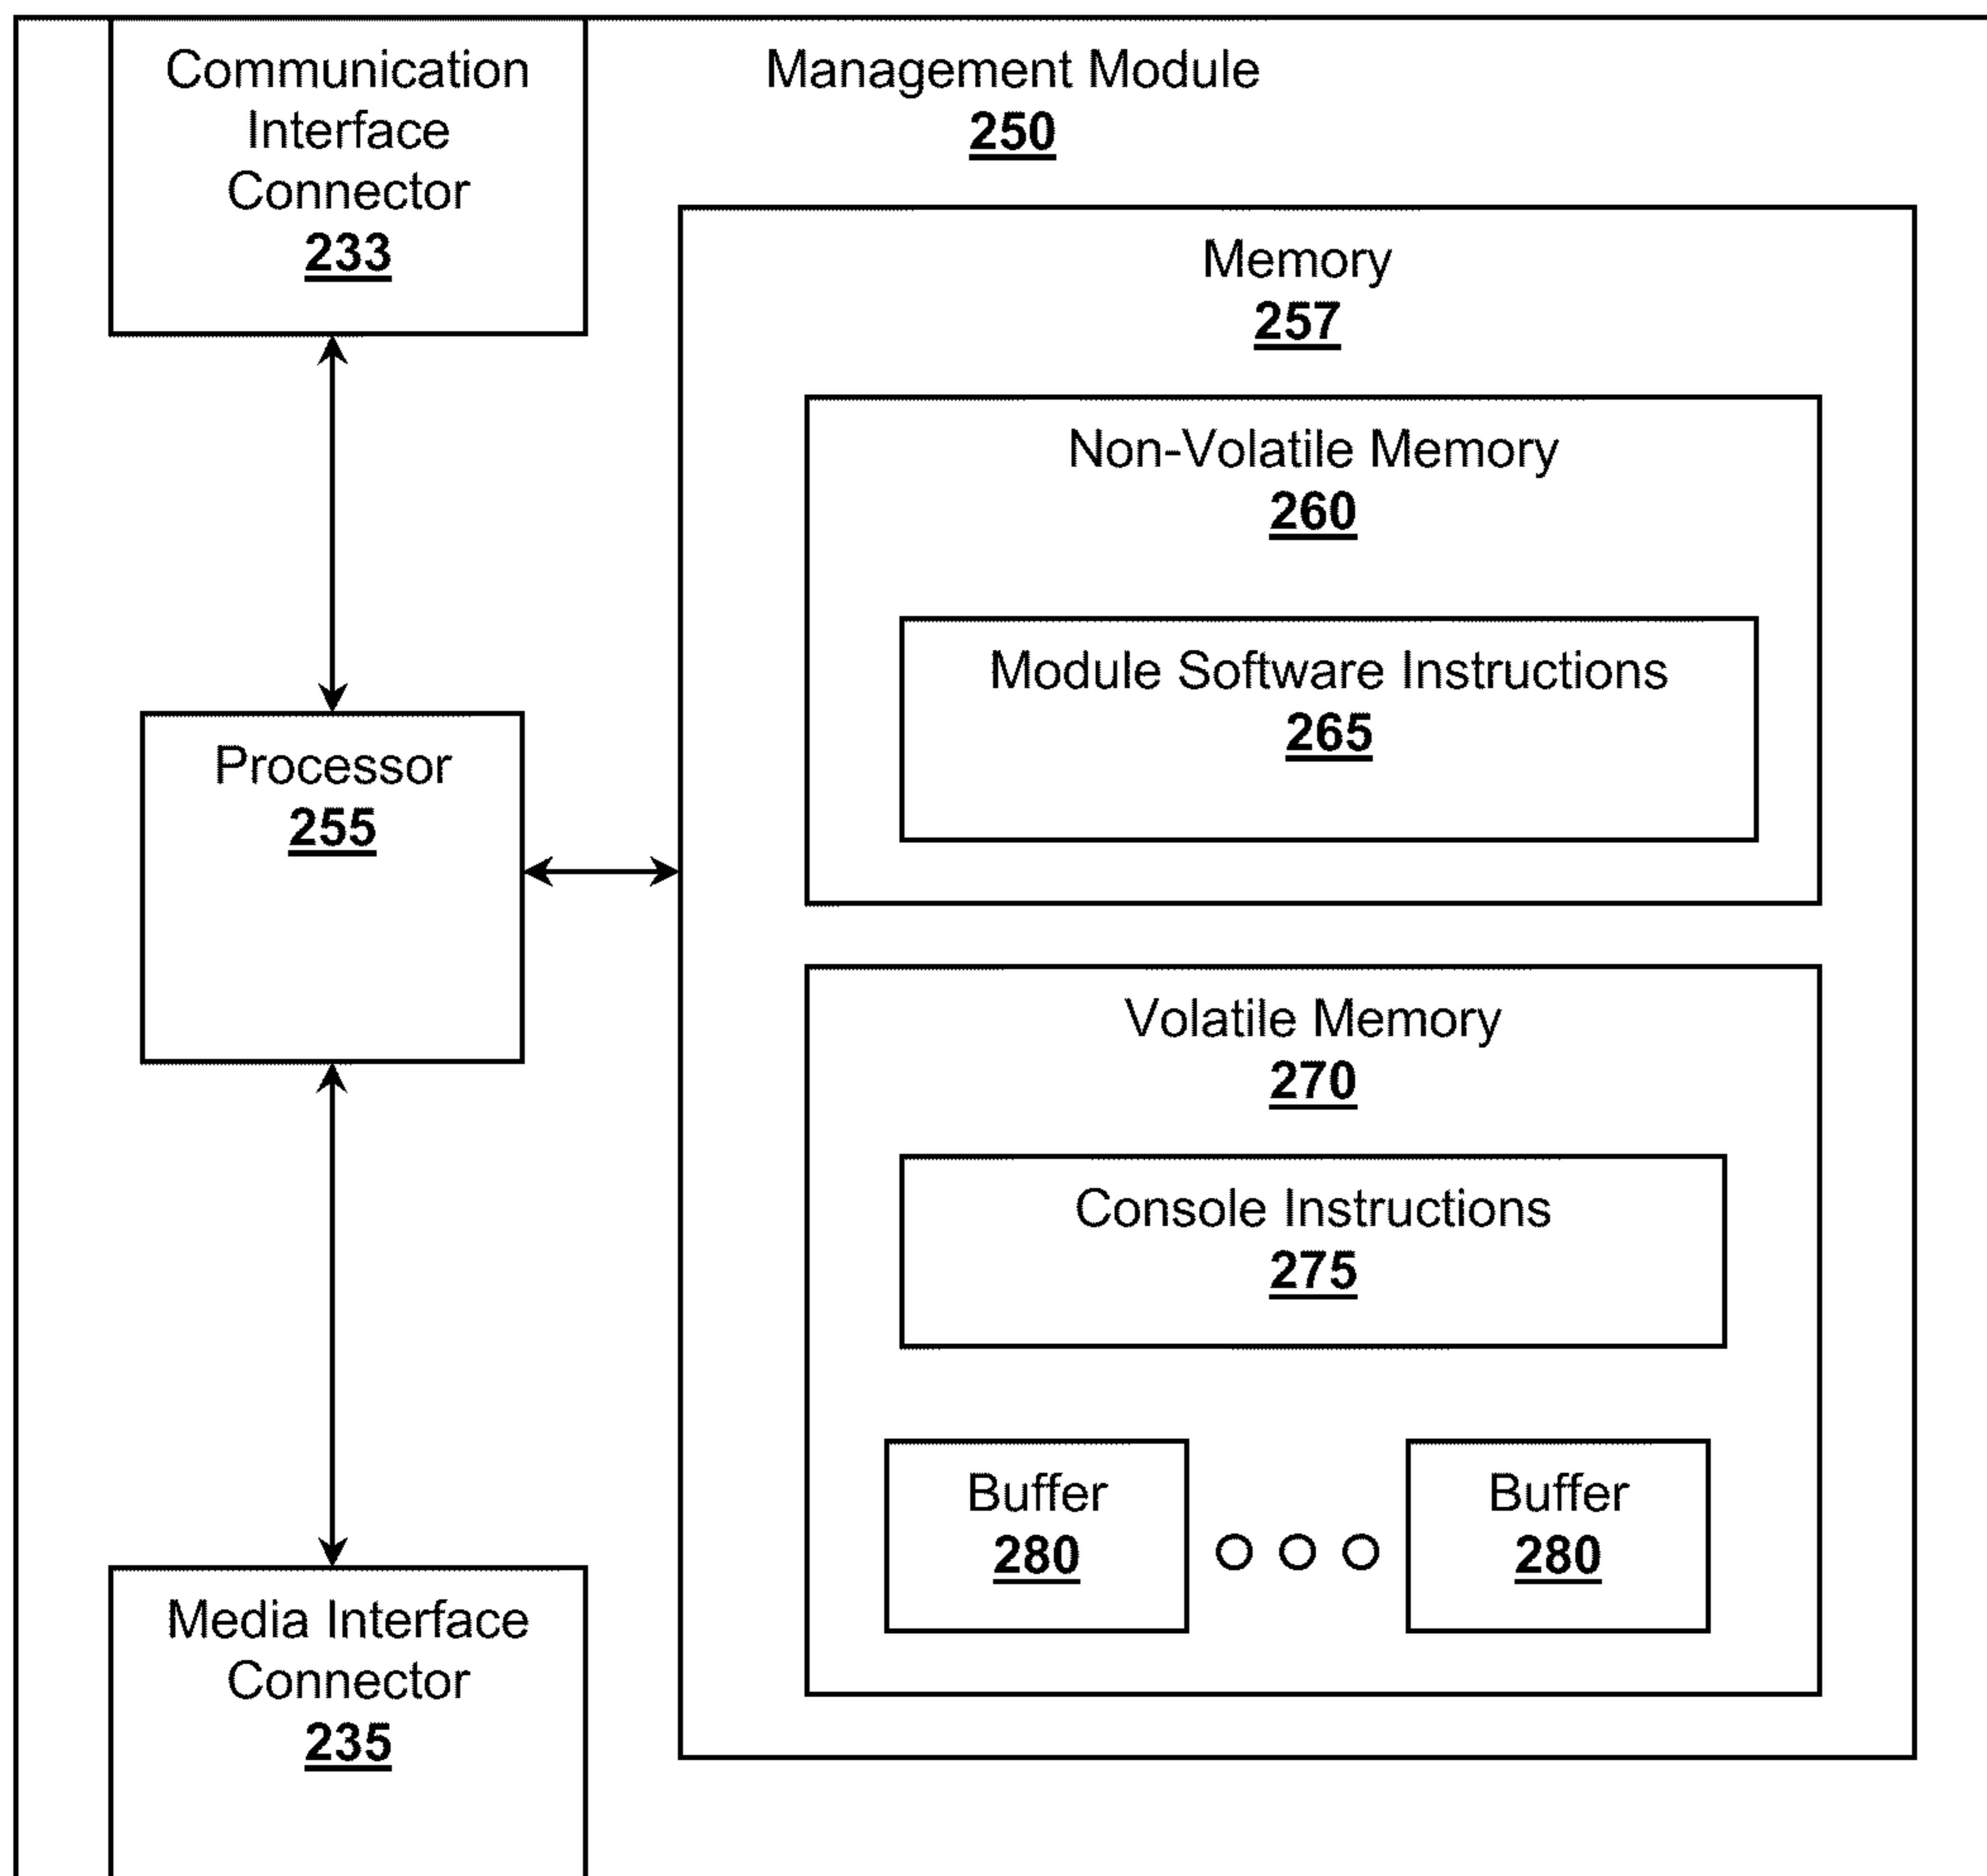 Communication
Interface
Connector
233
Management Module
250
Memory
257
Non-Volatile Memory
260
Module Software Instructions
265
Processor
255
Volatile Memory
270
Console Instructions
275
Buffer
280
Buffer
280
Media Interface
Connector
235